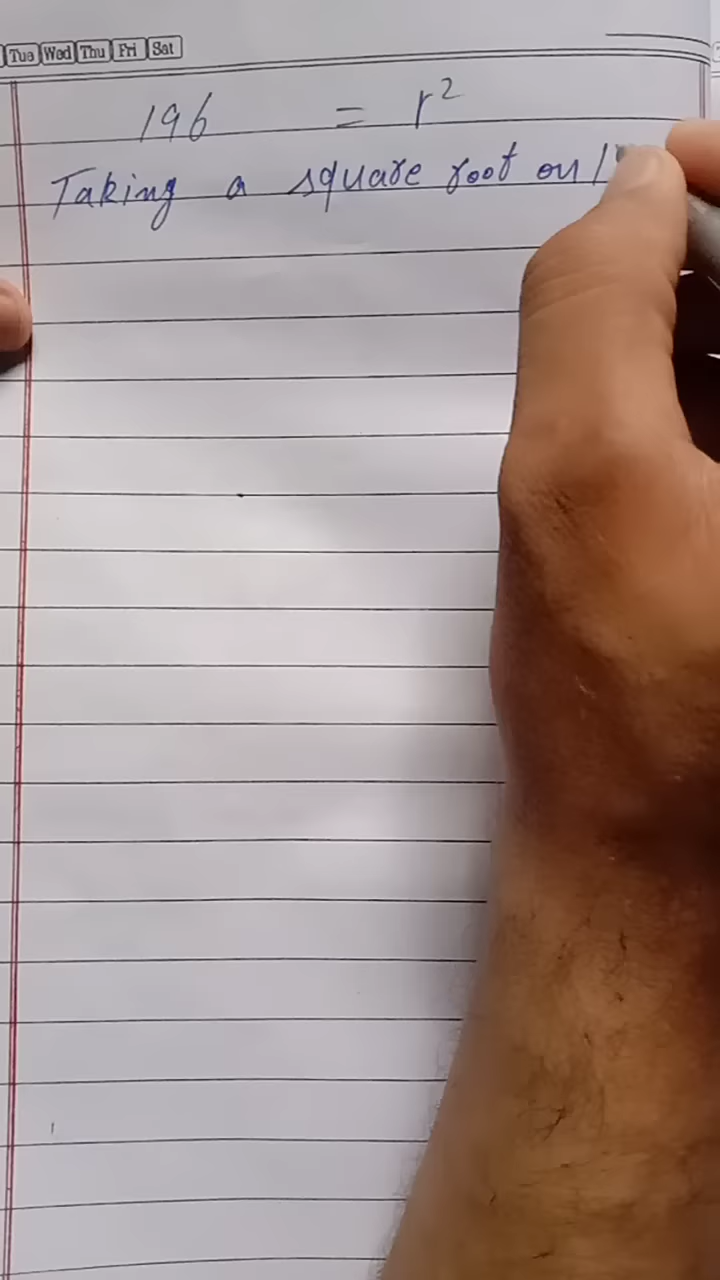 Tue Wed Thu Fri Sat
196 = r²
Taking a square root on